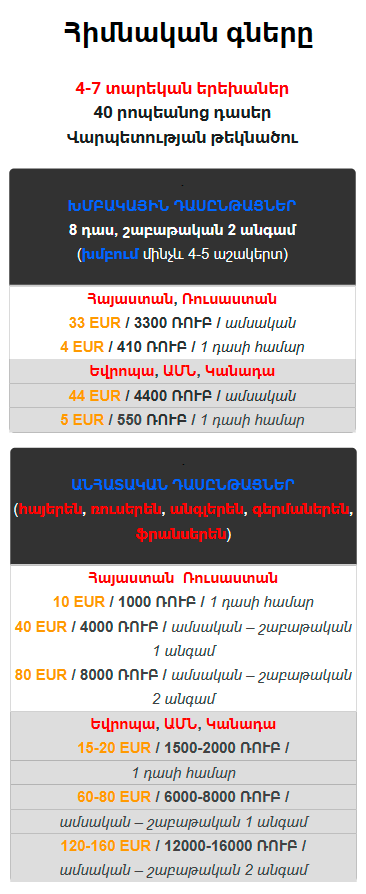 Հիմնական գները
4-7 տարեկան երեխաներ
40 րոպեանոց դասեր
Վարպետության թեկնածու
ԽՄԲԱԿԱՅԻՆ ԴԱՍԸՆԹԱՑՆԵՐ
8 դաս, շաբաթական 2 անգամ
(խմբում մինչև 4-5 աշակերտ)
Հայաստան, Ռուսաստան
33 EUR / 3300 ՌՈՒԲ / ամսական
4 EUR / 410 ՌՈՒԲ / 1 դասի համար
Եվրոպա, ԱՄՆ, Կանադա
44 EUR / 4400 ՌՈՒԲ / ամսական
5 EUR / 550 ՌՈՒԲ / 1 դասի համար
ԱՆՀԱՏԱԿԱՆ ԴԱՍԸՆԹԱՑՆԵՐ
(հայերեն, ռուսերեն, անգլերեն, գերմաներեն,
ֆրանսերեն)
Հայաստան Ռուսաստան
10 EUR / 1000 ՌՈՒԲ / 1 դասի համար
40 EUR / 4000 ՌՈՒԲ / ամսական – շաբաթական
1 անգամ
80 EUR / 8000 ՌՈՒԲ / ամսական – շաբաթական
2 անգամ
Եվրոպա, ԱՄՆ, Կանադա
15-20 EUR / 1500-2000 ՌՈՒԲ /
1 դասի համար
60-80 EUR / 6000-8000 ՌՈՒԲ /
ամսական – շաբաթական 1 անգամ
120-160 EUR / 12000-16000 ՌՈՒԲ /
ամսական – շաբաթական 2 անգամ